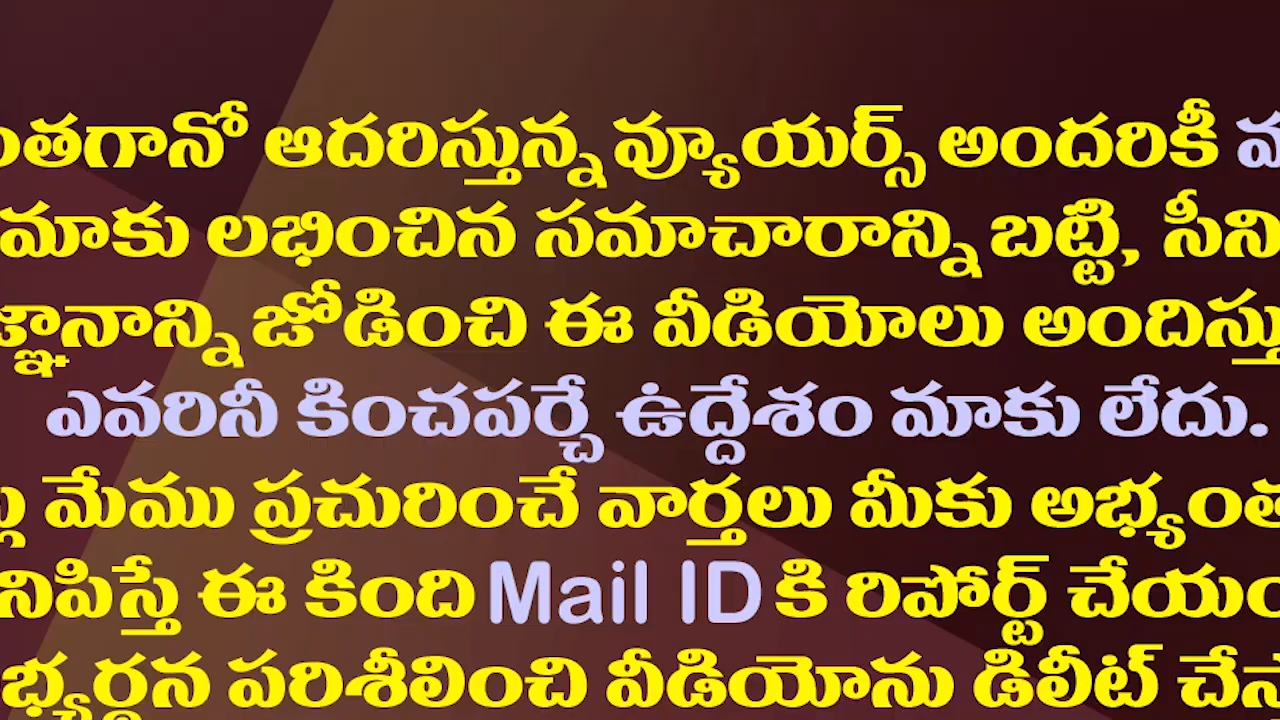 ంతగానో ఆదరిస్తున్న వ్యూయర్స్ అందరికీ
మాకు లభించిన సమాచారాన్ని బట్టి, సిని
జ్ఞానాన్ని జోడించి ఈ వీడియోలు అందిస్తు
ఎవరినీ కించపర్చే ఉద్దేశం మాకు లేదు.
మేము ప్రచురించే వార్తలు మీకు అభ్యంత
నిపిస్తే ఈ కింది Mail ID కి రిపోర్ట్ చేయం
భ్యర్థన పరిశీలించి వీడియోను డిలీట్ చేస